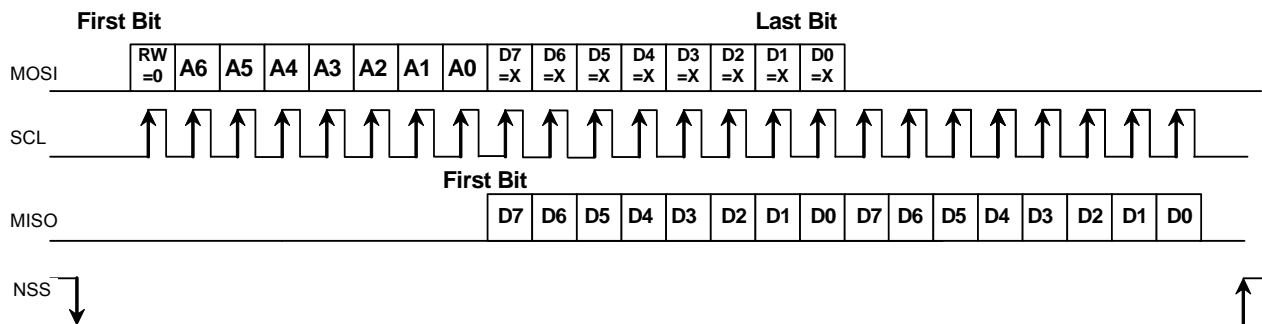 First Bit Last Bit
MOSI RW =0 A6 A5 A4 A3 A2 A1 A0 D7 =X D6 =X D5 =X D4 =X D3 =X D2 =X D1 =X D0 =X
SCL
First Bit
MISO D7 D6 D5 D4 D3 D2 D1 D0 D7 D6 D5 D4 D3 D2 D1 D0
NSS